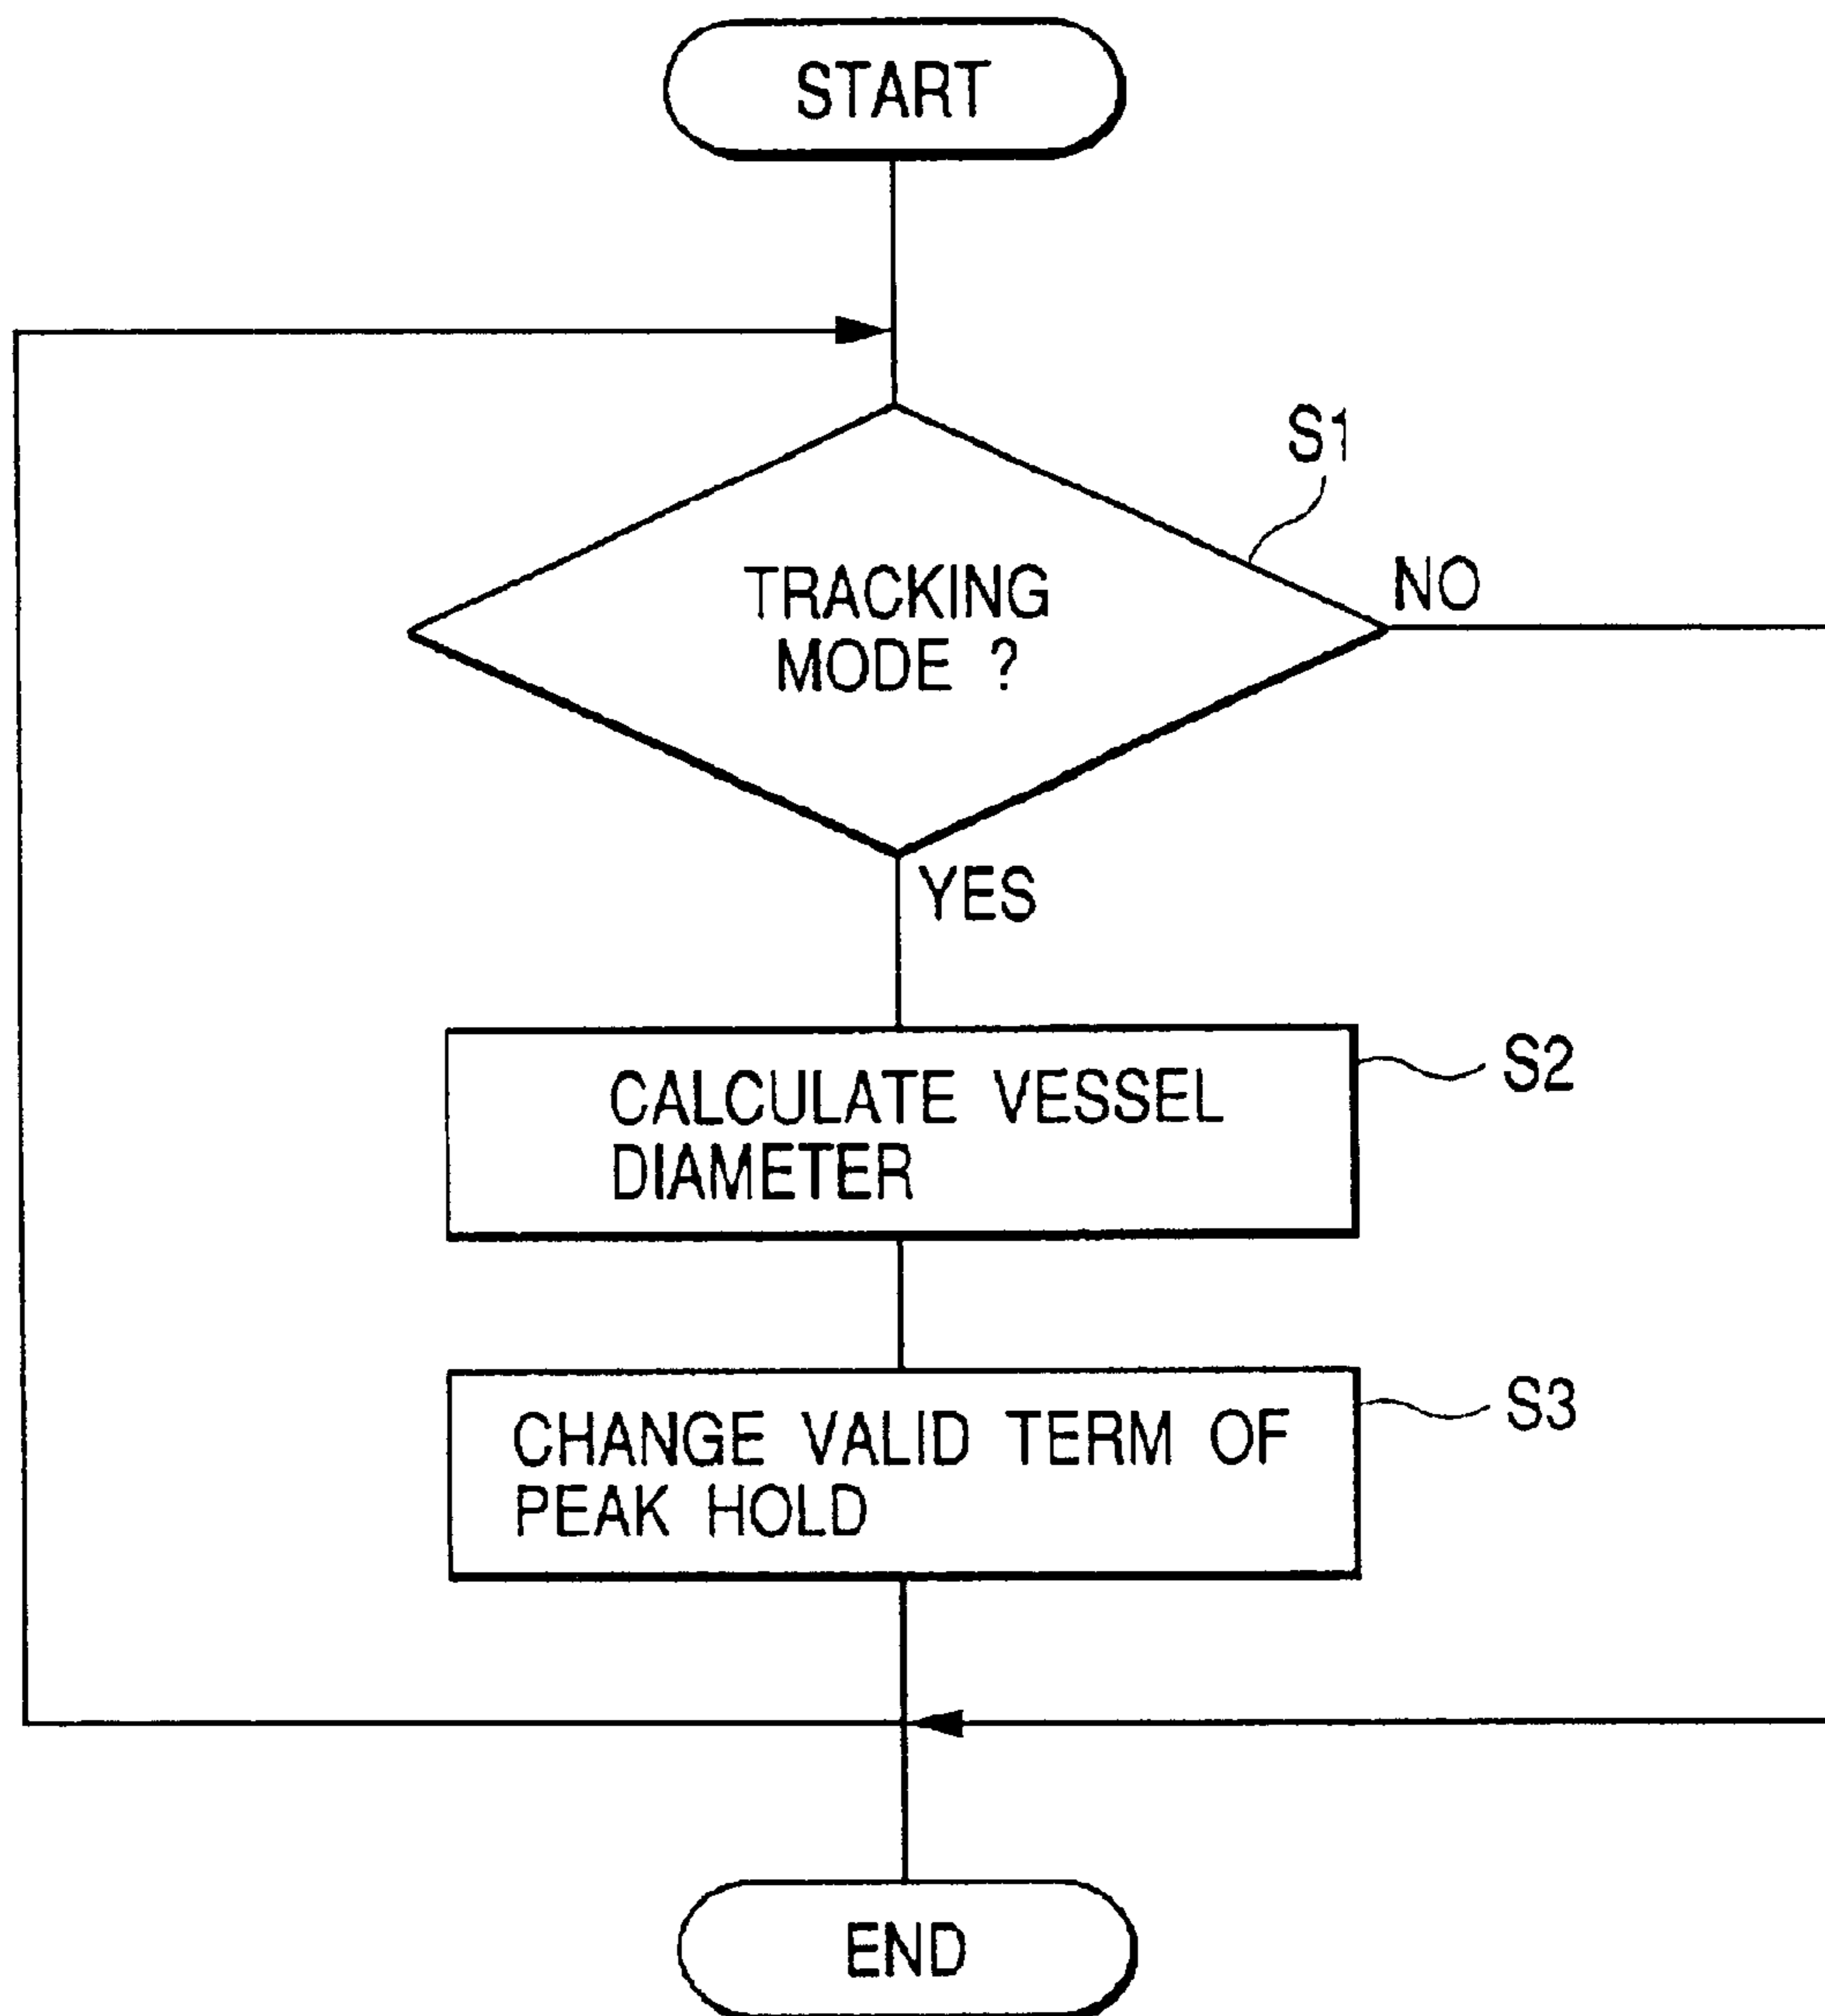 START
S1
TRACKING
MODE ?
NO
YES
CALCULATE VESSEL
DIAMETER
S2
CHANGE VALID TERM OF
PEAK HOLD
S3
END